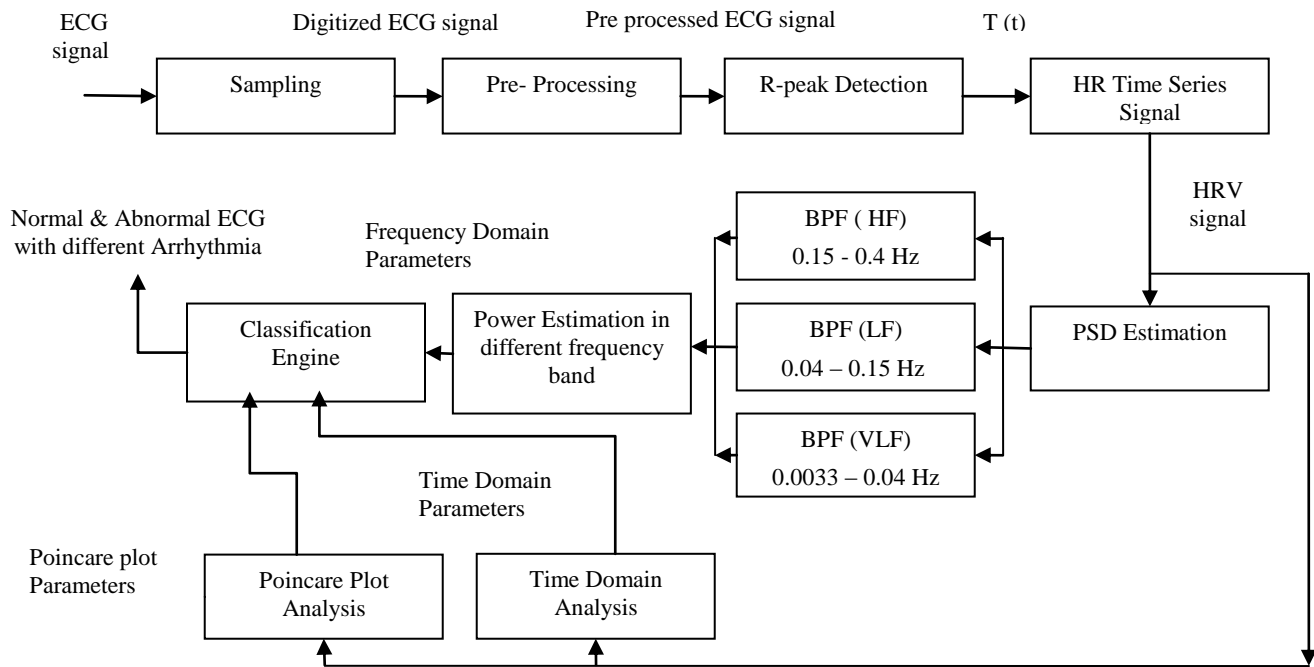 ECG
signal
Digitized ECG signal
Pre processed ECG signal
T (t)
Sampling
Pre- Processing
R-peak Detection
HR Time Series
Signal
HRV
signal
Normal & Abnormal ECG
with different Arrhythmia
Frequency Domain
Parameters
BPF ( HF)
0.15 - 0.4 Hz
Classification
Engine
Power Estimation in
different frequency
band
BPF (LF)
0.04 – 0.15 Hz
PSD Estimation
BPF (VLF)
0.0033 – 0.04 Hz
Time Domain
Parameters
Poincare plot
Parameters
Poincare Plot
Analysis
Time Domain
Analysis